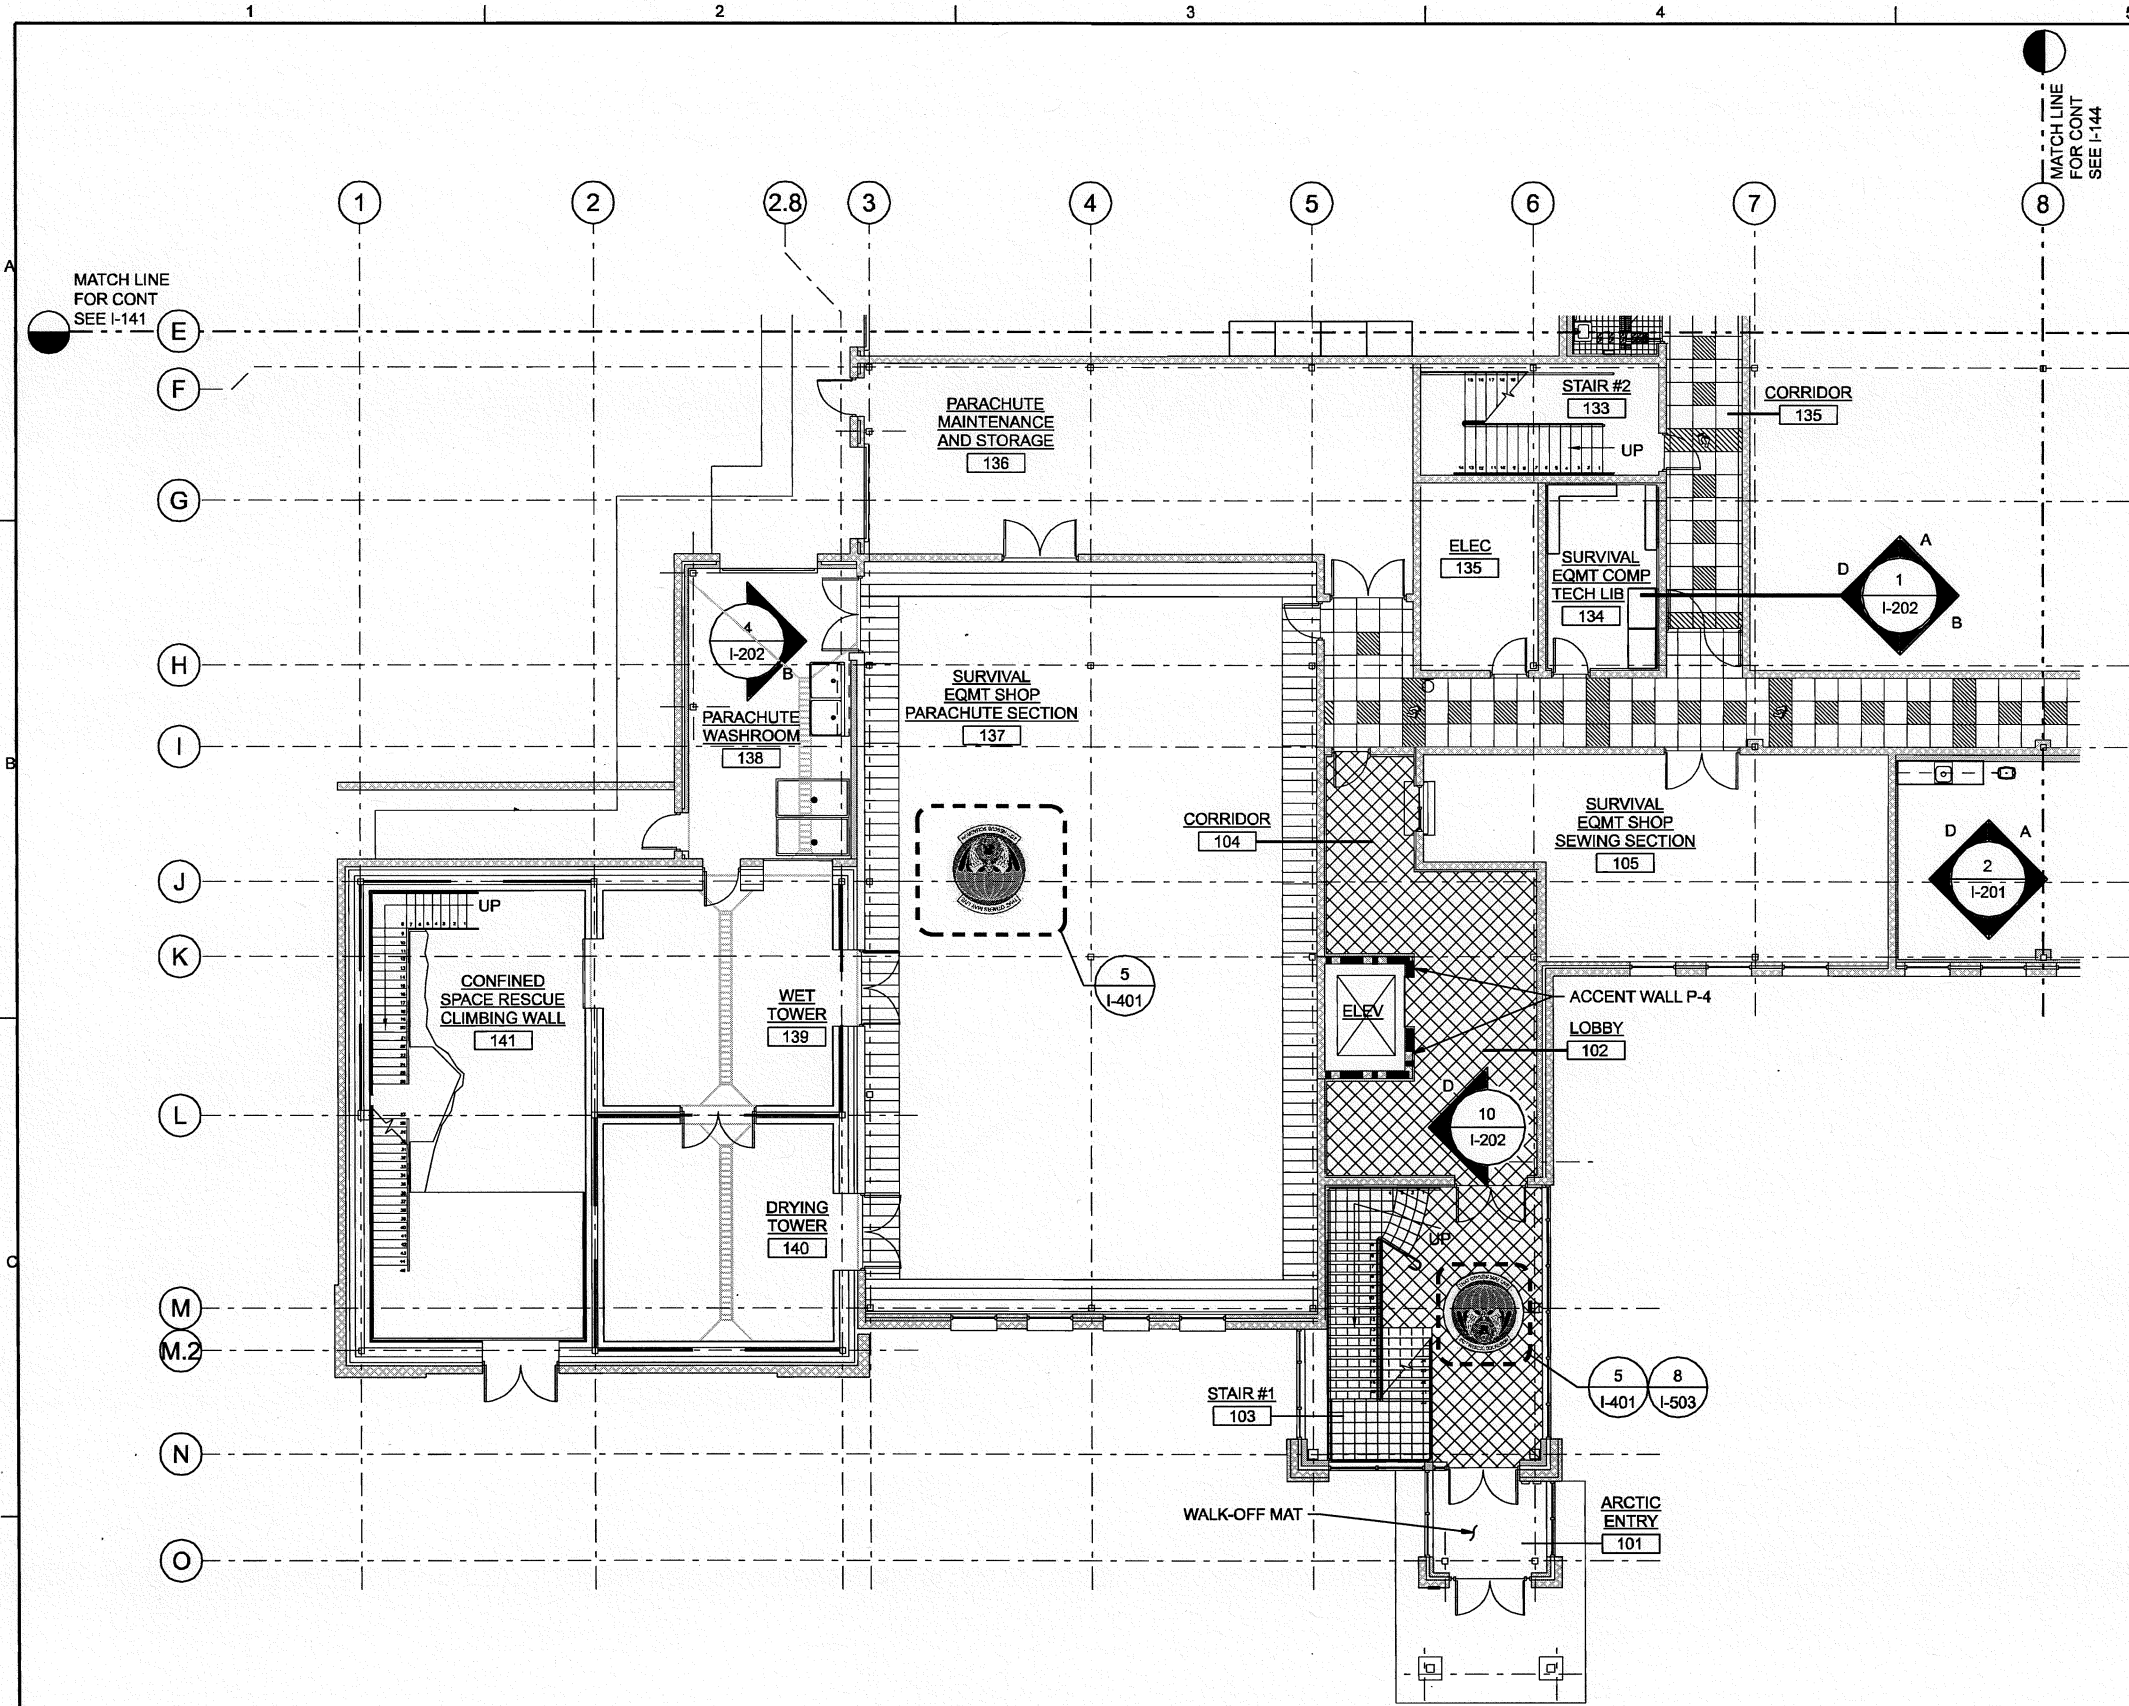 1
2
3
4
MATCH LINE
FOR CONT
SEE I-144
1
2
2.8
3
4
5
6
7
8
A
MATCH LINE
FOR CONT
SEE I-141
E
F
STAIR #2
133
CORRIDOR
135
PARACHUTE
MAINTENANCE
AND STORAGE
136
UP
G
ELEC
135
SURVIVAL
EQMT COMP
TECH LIB
134
A
D
1
I-202
B
4
I-202
B
H
SURVIVAL
EQMT SHOP
PARACHUTE SECTION
137
PARACHUTE
WASHROOM
138
I
B
CORRIDOR
104
SURVIVAL
EQMT SHOP
SEWING SECTION
105
D
A
2
I-201
J
UP
K
CONFINED
SPACE RESCUE
CLIMBING WALL
141
WET
TOWER
139
5
I-401
ELEV
ACCENT WALL P-4
LOBBY
102
D
10
I-202
L
DRYING
TOWER
140
UP
C
M
M.2
5
I-401
8
I-503
STAIR #1
103
N
WALK-OFF MAT
ARCTIC
ENTRY
101
O